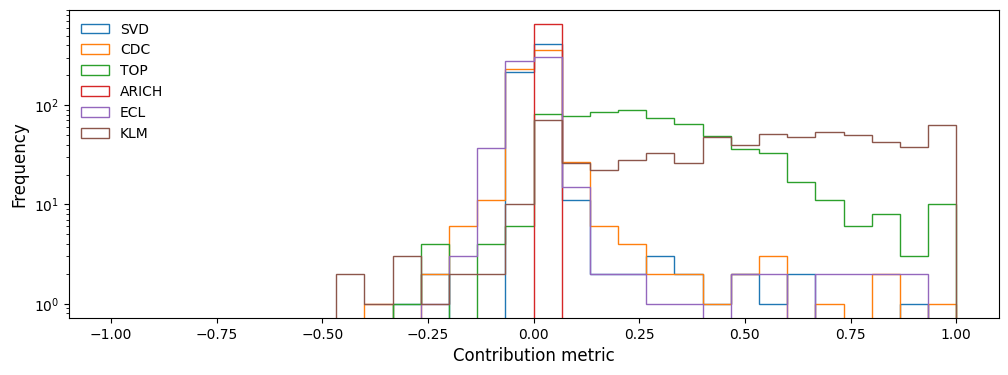 SVD
CDC
TOP
ARICH
ECL
KLM
Frequency
10²
10¹
10⁰
−1.00 −0.75 −0.50 −0.25 0.00 0.25 0.50 0.75 1.00
Contribution metric